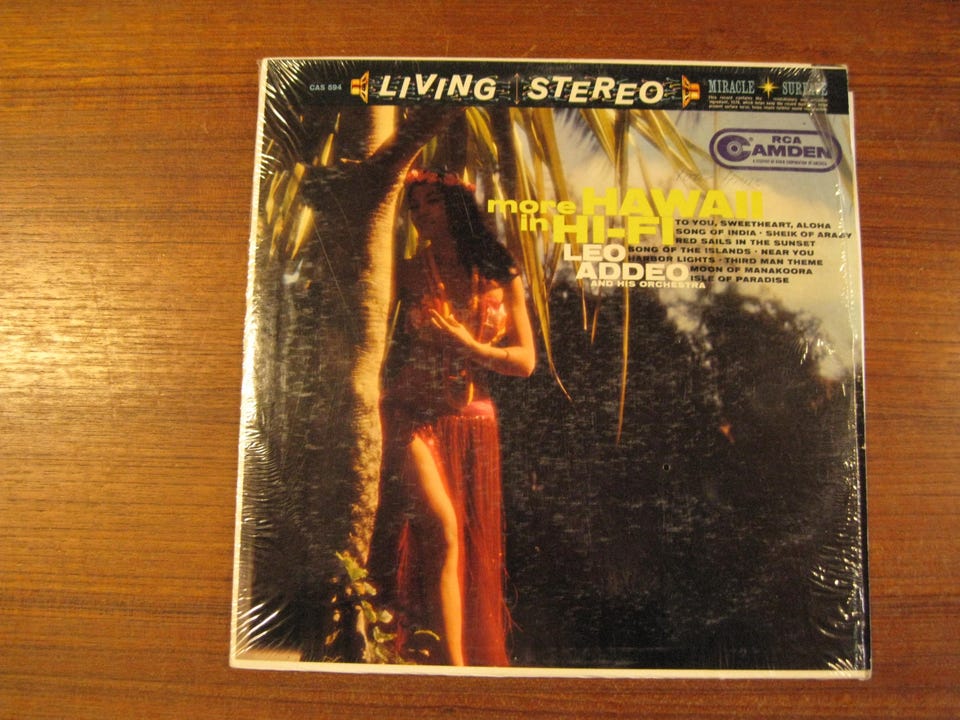 CAS 594
LIVING STEREO
MIRACLE SURFACE
RCA
CAMDEN
more HAWAII
in HI-FI
LEO
ADDEO
AND HIS ORCHESTRA
TO YOU, SWEETHEART, ALOHA
SONG OF INDIA · SHEIK OF ARABY
RED SAILS IN THE SUNSET
SONG OF THE ISLANDS · NEAR YOU
HARBOR LIGHTS · THIRD MAN THEME
MOON OF MANAKOORA
ISLE OF PARADISE